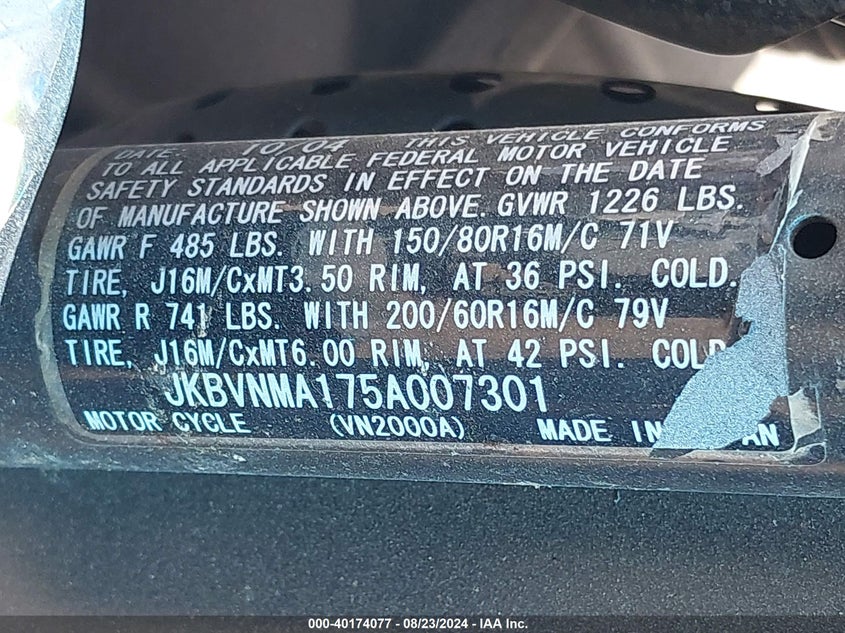 DATE 10/04 THIS VEHICLE CONFORMS
TO ALL APPLICABLE FEDERAL MOTOR VEHICLE
SAFETY STANDARDS IN EFFECT ON THE DATE
OF MANUFACTURE SHOWN ABOVE. GVWR 1226 LBS.
GAWR F 485 LBS. WITH 150/80R16M/C 71V
TIRE, J16M/CxMT3.50 RIM, AT 36 PSI. COLD.
GAWR R 741 LBS. WITH 200/60R16M/C 79V
TIRE, J16M/CxMT6.00 RIM, AT 42 PSI. COLD
JKBVNMA175A007301
MOTOR CYCLE (VN2000A) MADE IN
000-40174077 - 08/23/2024 - IAA Inc.